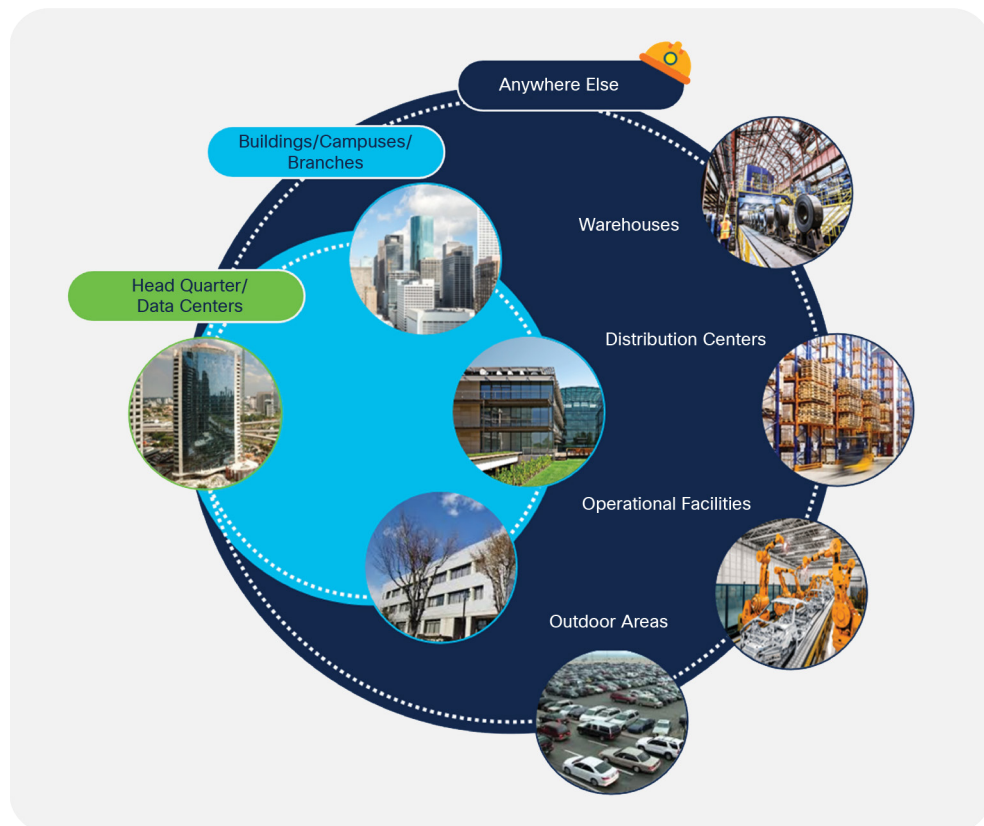 Anywhere Else
Buildings/Campuses/
Branches
Warehouses
Head Quarter/
Data Centers
Distribution Centers
Operational Facilities
Outdoor Areas